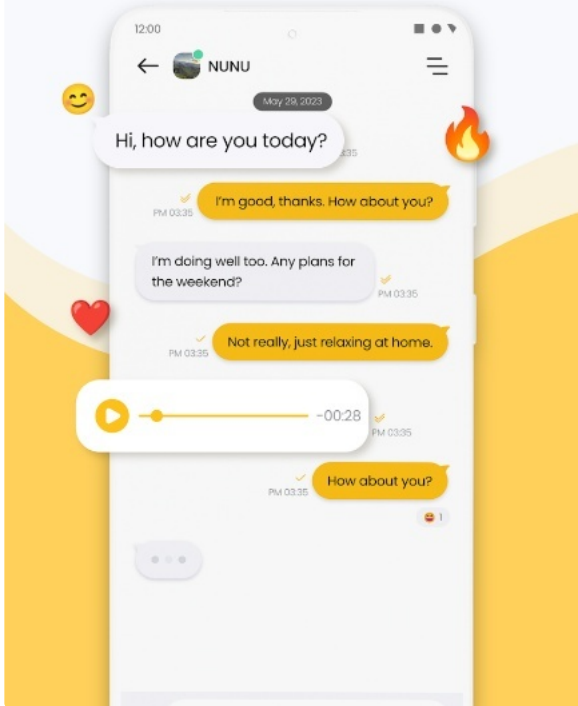 12:00
NUNU
May 29, 2023
Hi, how are you today?
:35
I'm good, thanks. How about you?
PM 03:35
I'm doing well too. Any plans for
the weekend?
PM 03:35
Not really, just relaxing at home.
PM 03:35
-00:28
PM 03:35
How about you?
PM 03:35
1